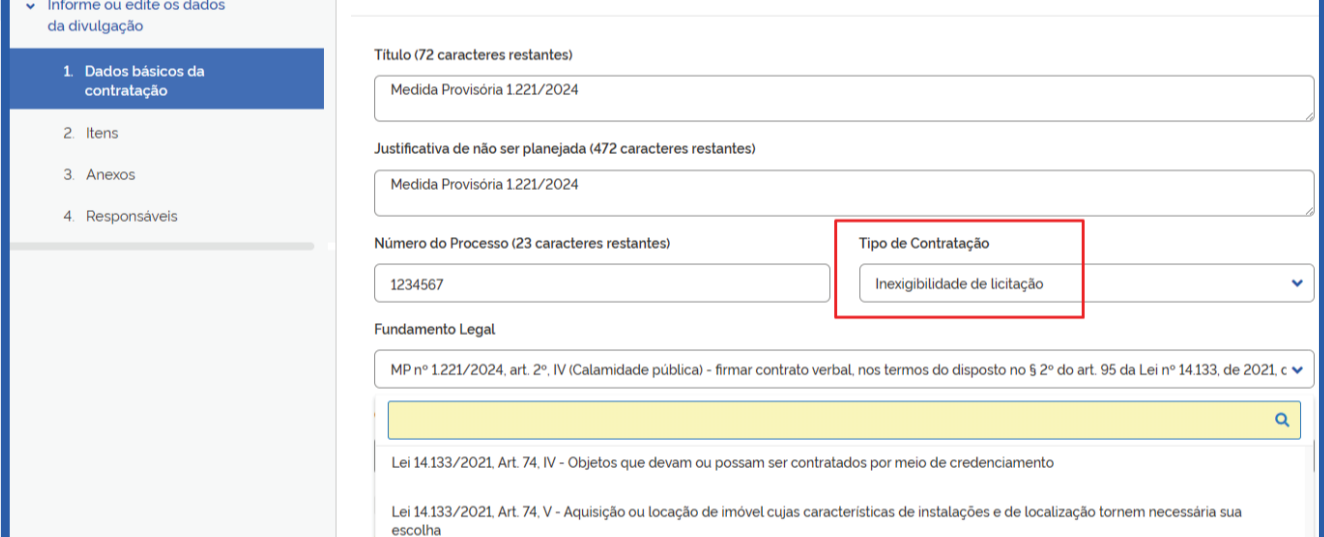 Informe ou edite os dados
da divulgação
1. Dados básicos da
contratação
2. Itens
3. Anexos
4. Responsáveis
Título (72 caracteres restantes)
Medida Provisória 1.221/2024
Justificativa de não ser planejada (472 caracteres restantes)
Medida Provisória 1.221/2024
Número do Processo (23 caracteres restantes)
1234567
Tipo de Contratação
Inexigibilidade de licitação
Fundamento Legal
MP nº 1.221/2024, art. 2º, IV (Calamidade pública) - firmar contrato verbal, nos termos do disposto no § 2º do art. 95 da Lei nº 14.133, de 2021,
Lei 14.133/2021, Art. 74, IV - Objetos que devam ou possam ser contratados por meio de credenciamento
Lei 14.133/2021, Art. 74, V - Aquisição ou locação de imóvel cujas características de instalações e de localização tornem necessária sua
escolha